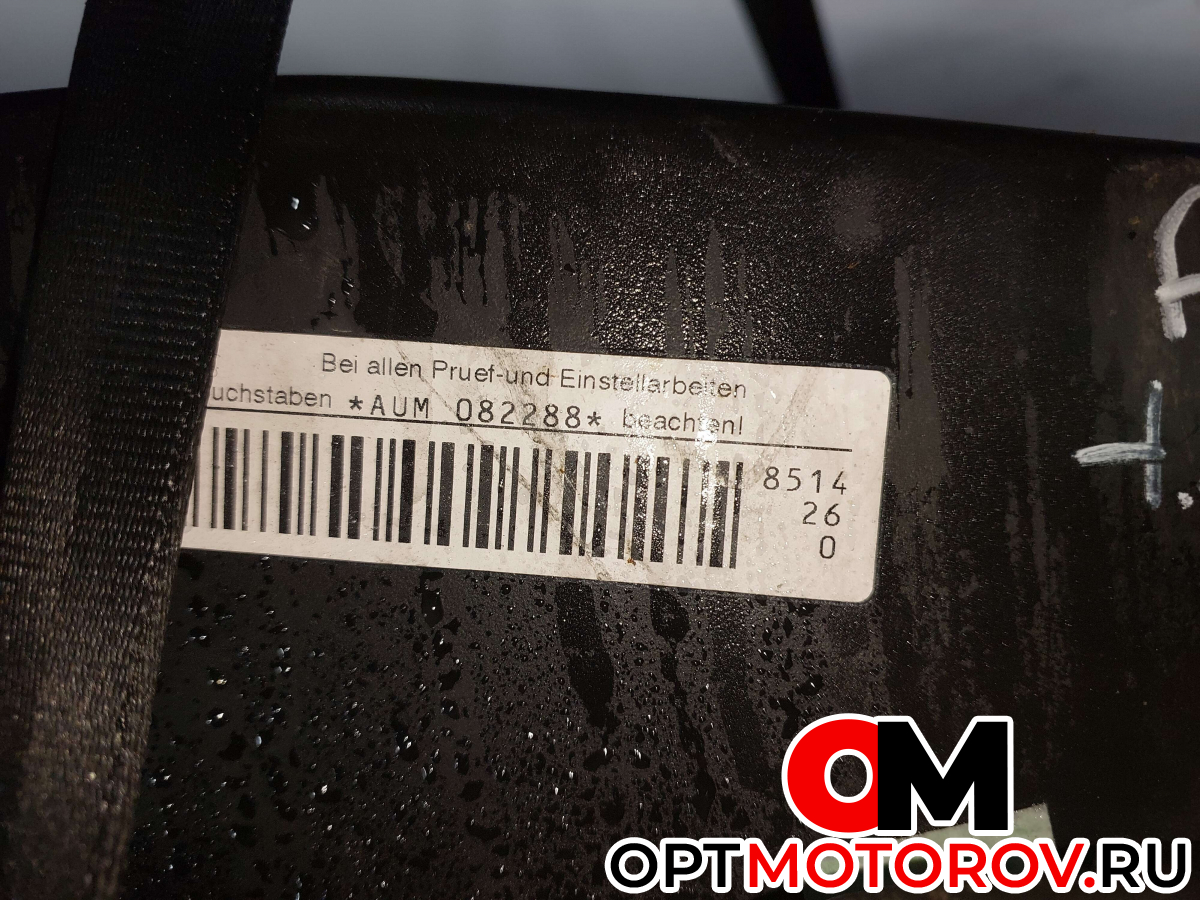 Bei allen Pruef-und Einstellarbeiten
uchstaben *AUM 082288* beachten!
8514
26
0
OM
OPTMOTOROV.RU